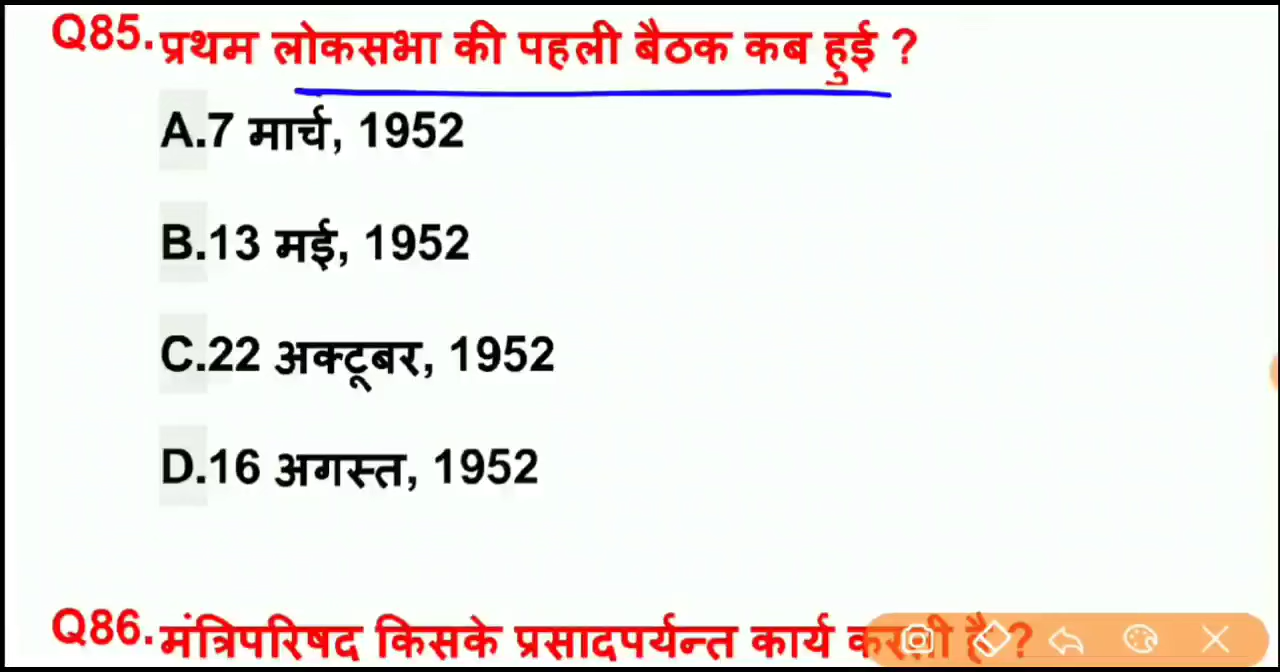 Q85. प्रथम लोकसभा की पहली बैठक कब हुई ?
A.7 मार्च, 1952
B.13 मई, 1952
C.22 अक्टूबर, 1952
D.16 अगस्त, 1952
Q86. मंत्रिपरिषद किसके प्रसादपर्यन्त कार्य करती है ?